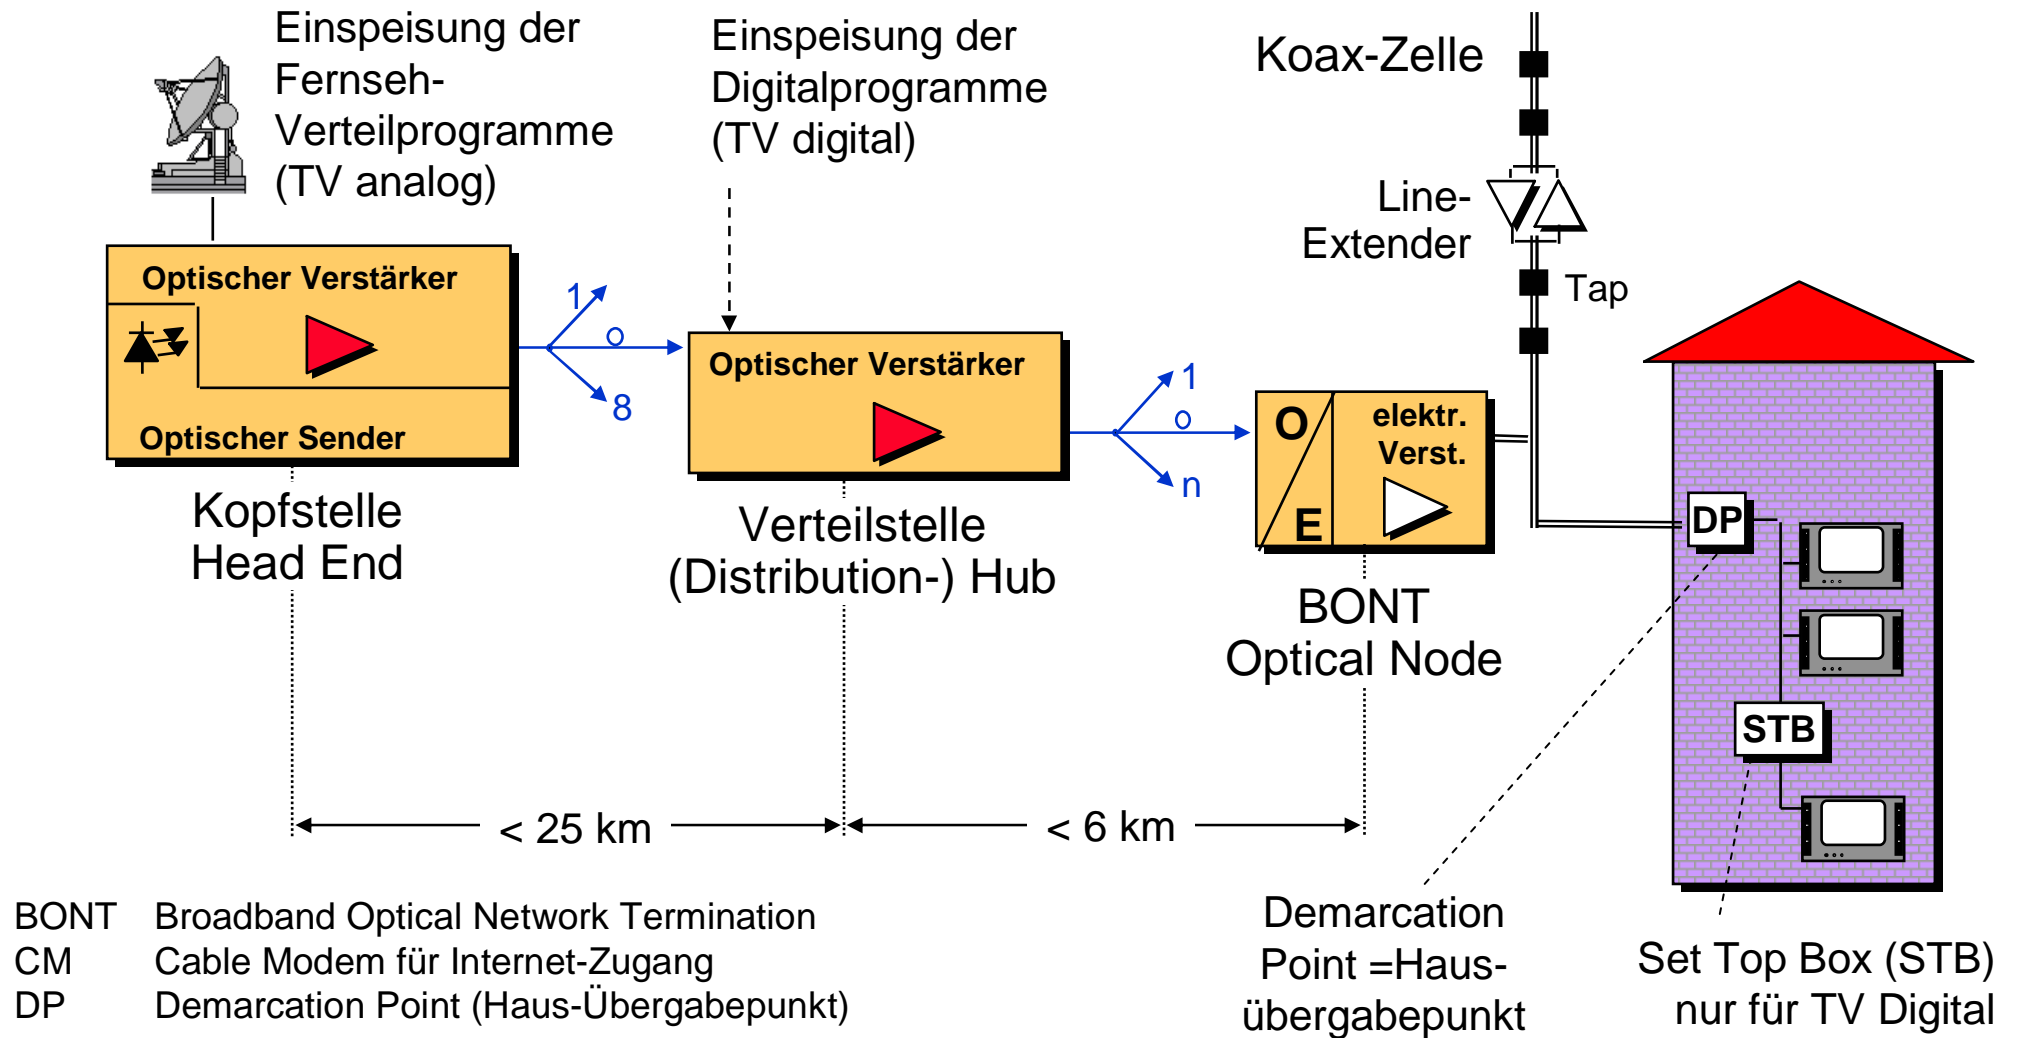 Einspeisung der
Fernseh-
Verteilprogramme
(TV analog)
Einspeisung der
Digitalprogramme
(TV digital)
Koax-Zelle
Line-
Extender
Tap
Optischer Verstärker
Optischer Sender
1
8
Optischer Verstärker
1
n
O
E
elektr.
Verst.
DP
STB
Kopfstelle
Head End
Verteilstelle
(Distribution-) Hub
BONT
Optical Node
< 25 km
< 6 km
BONT Broadband Optical Network Termination
CM Cable Modem für Internet-Zugang
DP Demarcation Point (Haus-Übergabepunkt)
Demarcation
Point =Haus-
übergabepunkt
Set Top Box (STB)
nur für TV Digital